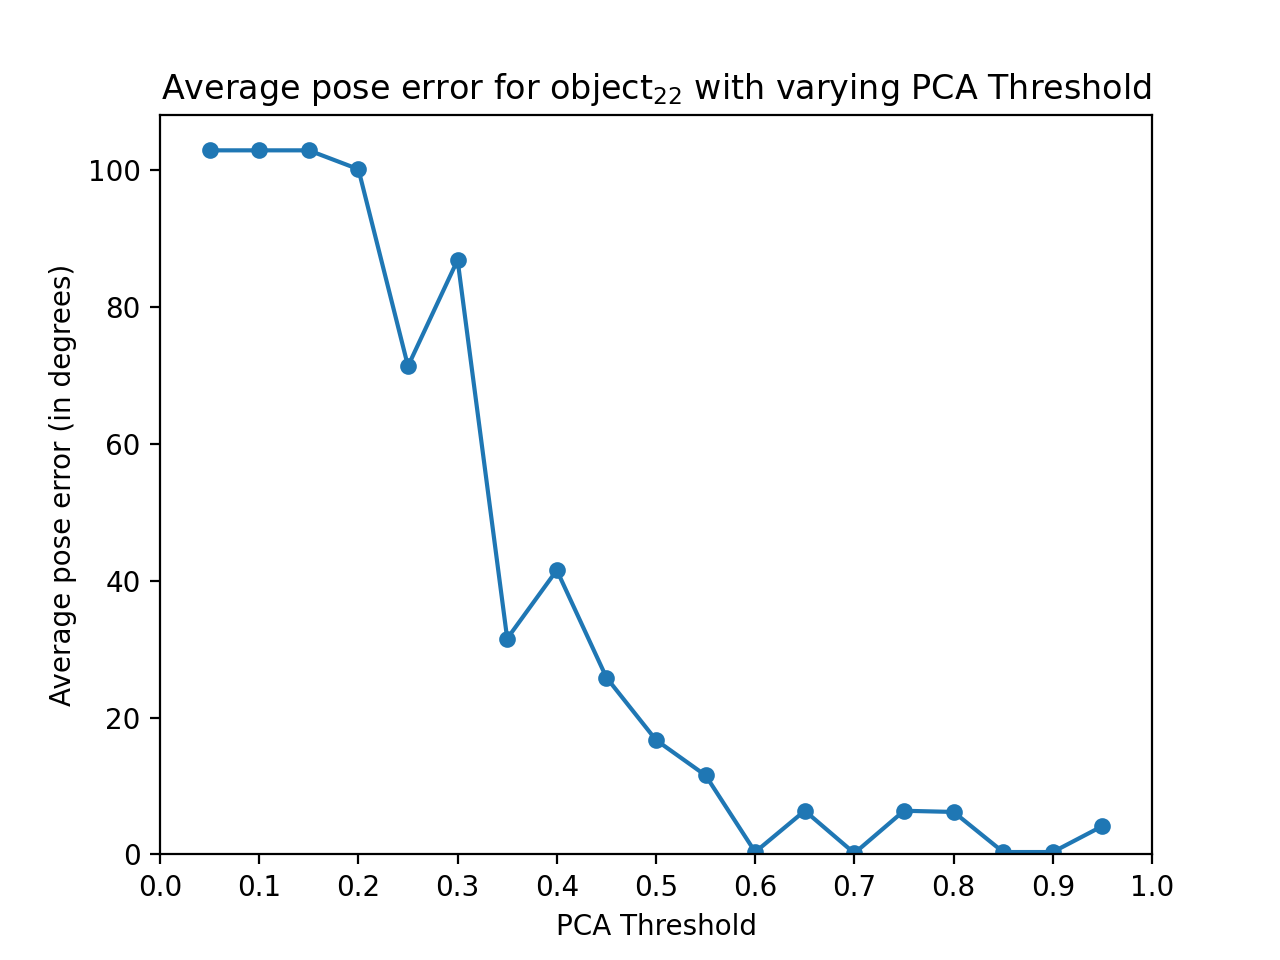 Average pose error for object₂₂ with varying PCA Threshold
100
80
60
40
20
0
Average pose error (in degrees)
0.0 0.1 0.2 0.3 0.4 0.5 0.6 0.7 0.8 0.9 1.0
PCA Threshold